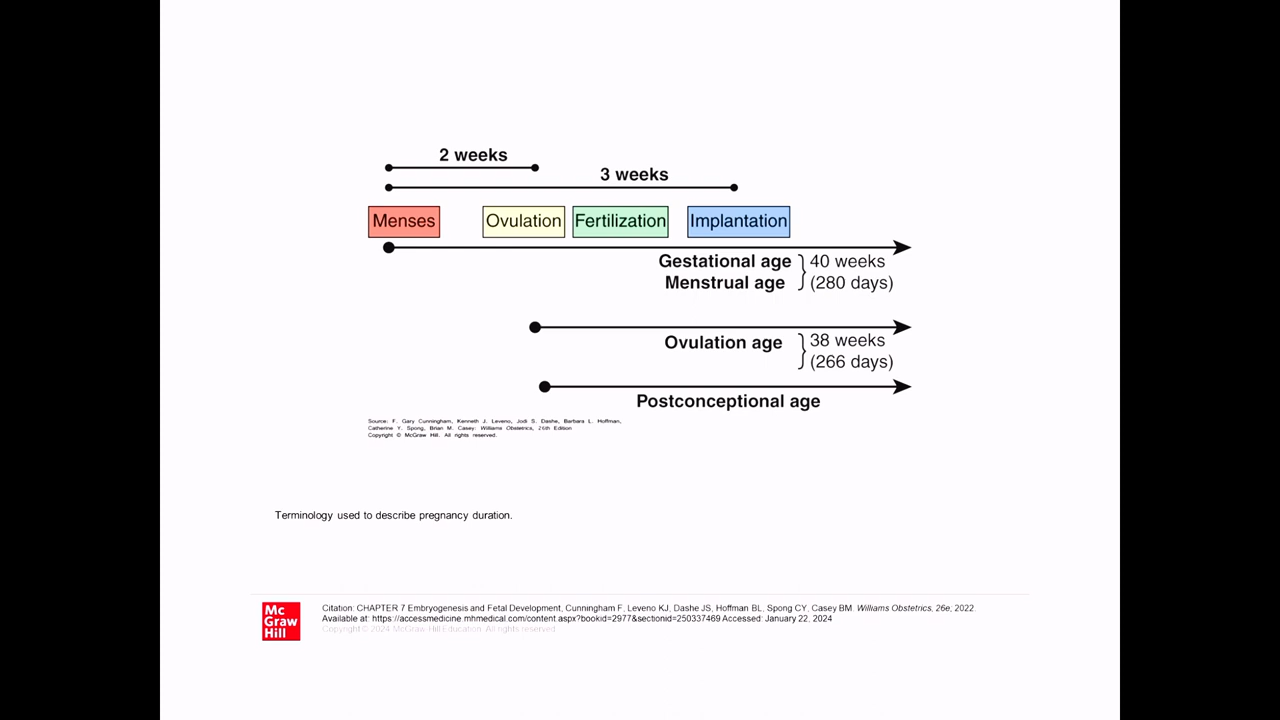 2 weeks
3 weeks
Menses
Ovulation
Fertilization
Implantation
Gestational age
Menstrual age
40 weeks
(280 days)
Ovulation age
38 weeks
(266 days)
Postconceptional age
Source: F. Gary Cunningham, Kenneth J. Leveno, Jodi S. Dashe, Barbara L. Hoffman,
Catherine Y. Spong, Brian M. Casey: Williams Obstetrics, 26th Edition
Copyright © McGraw Hill. All rights reserved.
Terminology used to describe pregnancy duration.
Mc
Graw
Hill
Citation: CHAPTER 7 Embryogenesis and Fetal Development, Cunningham F. Leveno KJ, Dashe JS, Hoffman BL, Spong CY, Casey BM. Williams Obstetrics, 26e, 2022.
Available at: https://accessmedicine.mhmedical.com/content.aspx?bookid=2977&sectionid=250337469 Accessed: January 22, 2024
Copyright © 2024 McGraw Hill Education. All rights reserved.